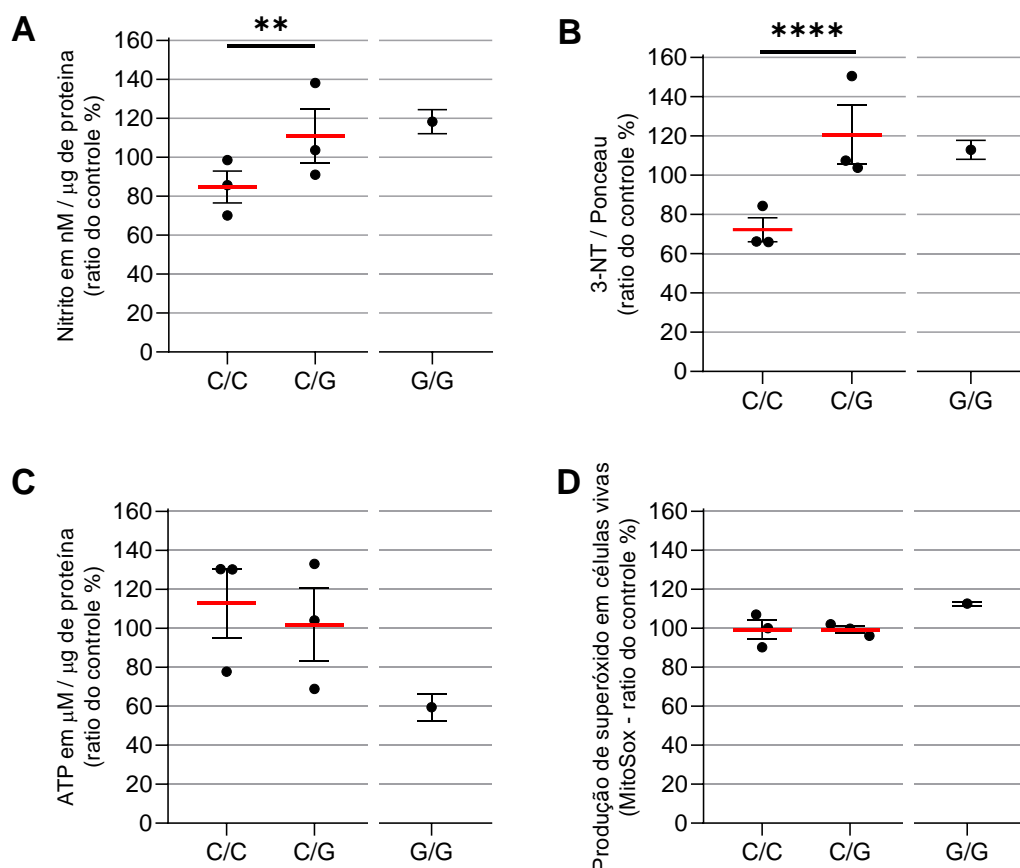 A
**
Nitrito em nM / µg de proteina
(ratio do controle %)
160
140
120
100
80
60
40
20
0
C/C
C/G
G/G
B
****
3-NT / Ponceau
(ratio do controle %)
160
140
120
100
80
60
40
20
0
C/C
C/G
G/G
C
ATP em µM / µg de proteína
(ratio do controle %)
160
140
120
100
80
60
40
20
0
C/C
C/G
G/G
D
Produção de superóxido em células vivas
(MitoSox - ratio do controle %)
160
140
120
100
80
60
40
20
0
C/C
C/G
G/G